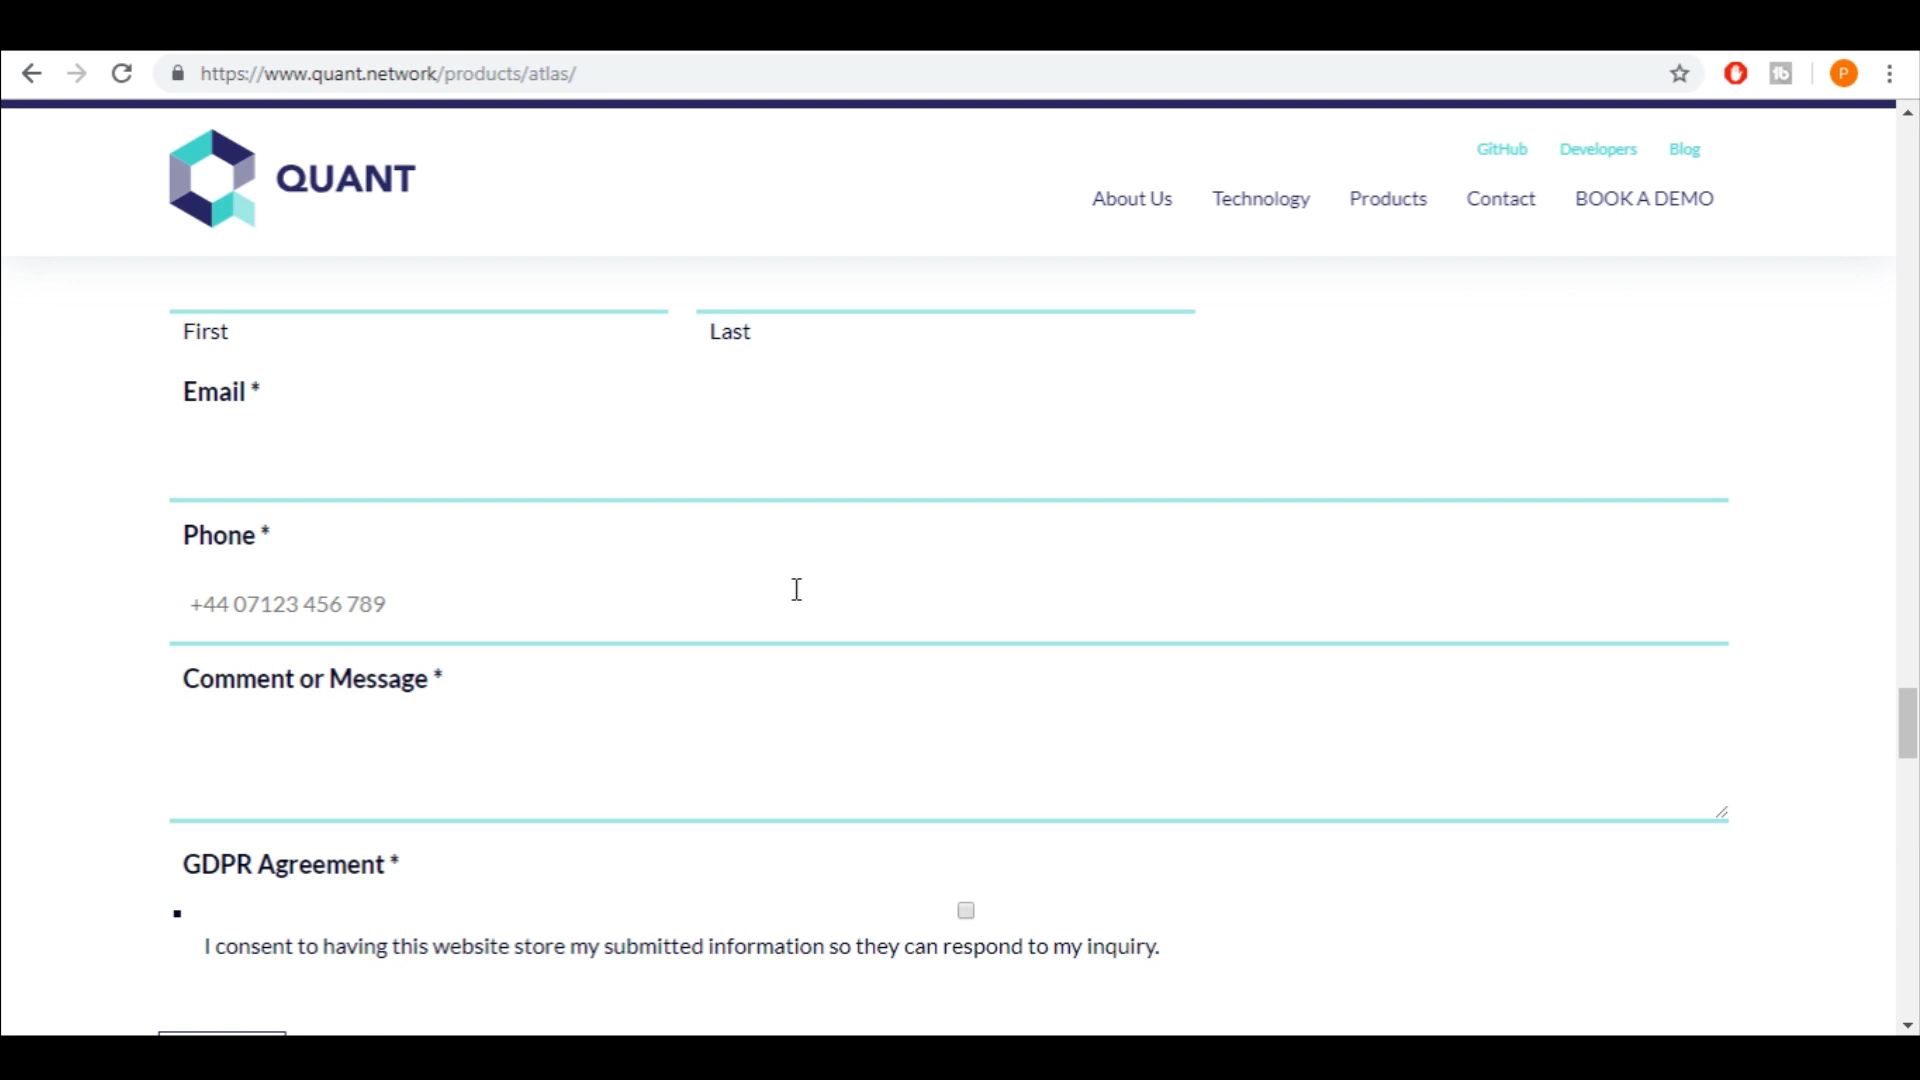 https://www.quant.network/products/atlas/
P
GitHub Developers Blog
QUANT
About Us Technology Products Contact BOOK A DEMO
First Last
Email *
Phone *
+44 07123 456 789
Comment or Message *
GDPR Agreement *
I consent to having this website store my submitted information so they can respond to my inquiry.